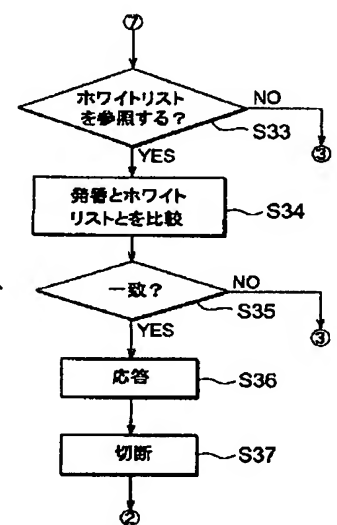 ⑦
ホワイトリスト
を参照する?
NO
S33
③
YES
発番とホワイト
リストとを比較
S34
一致?
NO
S35
③
YES
応答
S36
切断
S37
②